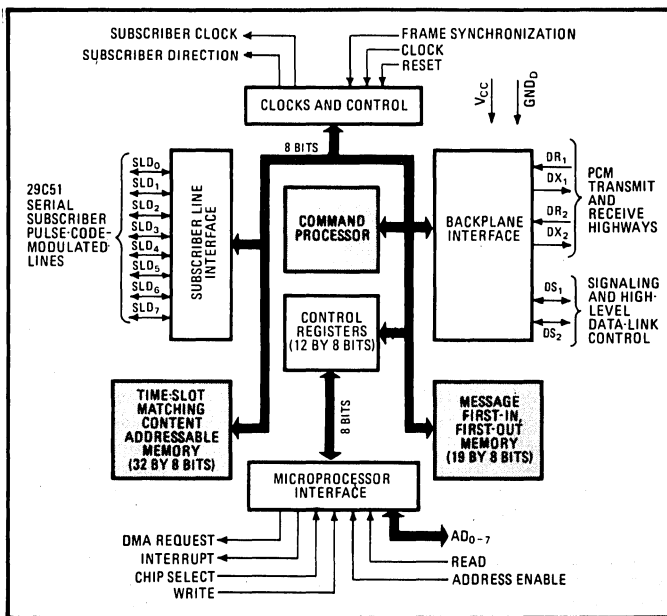 SUBSCRIBER CLOCK
SUBSCRIBER DIRECTION
FRAME SYNCHRONIZATION
CLOCK
RESET
CLOCKS AND CONTROL
VCC
GNDD
8 BITS
29C51
SERIAL
SUBSCRIBER
PULSE-CODE-
MODULATED-
LINES
SLD0
SLD1
SLD2
SLD3
SLD4
SLD5
SLD6
SLD7
SUBSCRIBER LINE
INTERFACE
COMMAND
PROCESSOR
BACKPLANE
INTERFACE
DR1
DX1
DR2
DX2
PCM
TRANSMIT
AND
RECEIVE
HIGHWAYS
DS1
DS2
SIGNALING
AND HIGH-
LEVEL
DATA-LINK
CONTROL
CONTROL
REGISTERS
(12 BY 8 BITS)
TIME-SLOT
MATCHING
CONTENT
ADDRESSABLE
MEMORY
(32 BY 8 BITS)
8 BITS
MESSAGE
FIRST-IN,
FIRST-OUT
MEMORY
(19 BY 8 BITS)
MICROPROCESSOR
INTERFACE
DMA REQUEST
INTERRUPT
CHIP SELECT
WRITE
AD0-7
READ
ADDRESS ENABLE